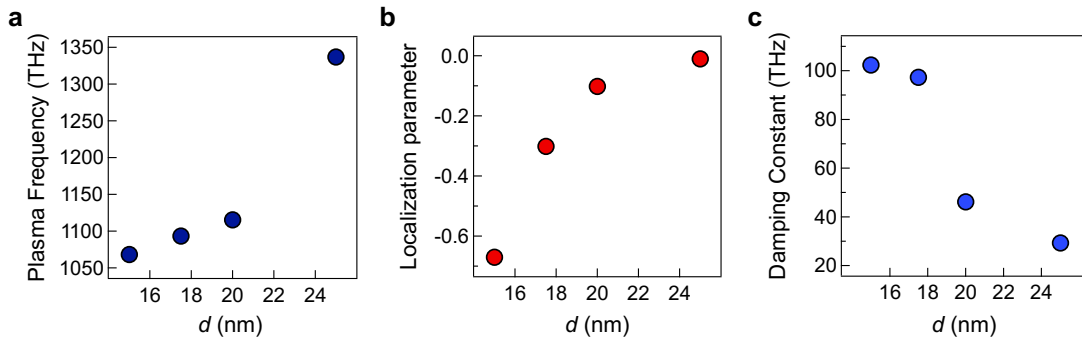 a
Plasma Frequency (THz)
1350
1300
1250
1200
1150
1100
1050
16 18 20 22 24
d (nm)
b
Localization parameter
0.0
-0.2
-0.4
-0.6
16 18 20 22 24
d (nm)
c
Damping Constant (THz)
100
80
60
40
20
16 18 20 22 24
d (nm)